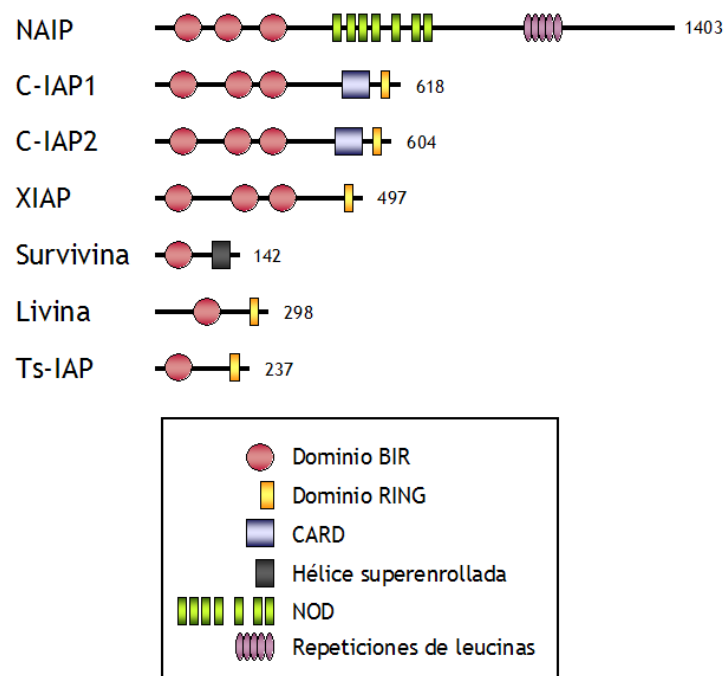 NAIP 1403
C-IAP1 618
C-IAP2 604
XIAP 497
Survivina 142
Livina 298
Ts-IAP 237
Dominio BIR
Dominio RING
CARD
Hélice superenrollada
NOD
Repeticiones de leucinas